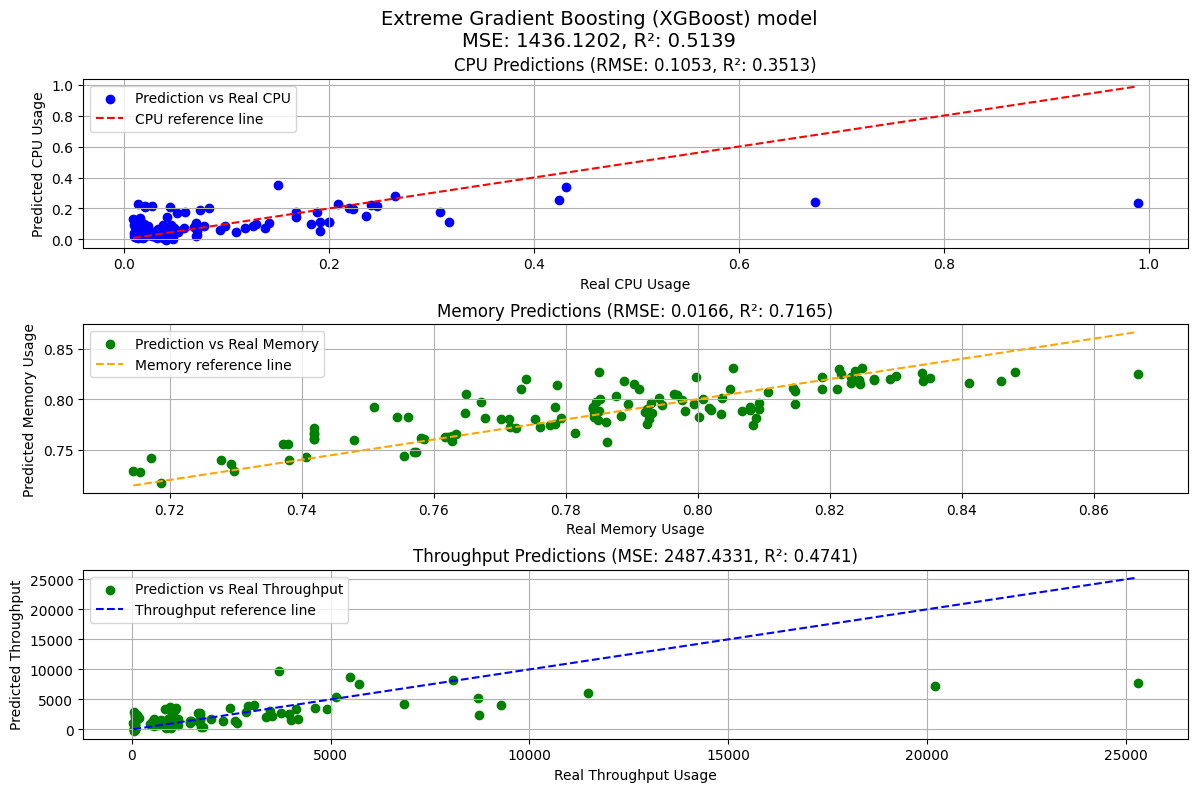 Extreme Gradient Boosting (XGBoost) model
MSE: 1436.1202, R²: 0.5139
CPU Predictions (RMSE: 0.1053, R²: 0.3513)
Predicted CPU Usage
1.0
0.8
0.6
0.4
0.2
0.0
Prediction vs Real CPU
CPU reference line
0.0 0.2 0.4 0.6 0.8 1.0
Real CPU Usage
Memory Predictions (RMSE: 0.0166, R²: 0.7165)
Predicted Memory Usage
0.85
0.80
0.75
Prediction vs Real Memory
Memory reference line
0.72 0.74 0.76 0.78 0.80 0.82 0.84 0.86
Real Memory Usage
Throughput Predictions (MSE: 2487.4331, R²: 0.4741)
Predicted Throughput
25000
20000
15000
10000
5000
0
Prediction vs Real Throughput
Throughput reference line
0 5000 10000 15000 20000 25000
Real Throughput Usage